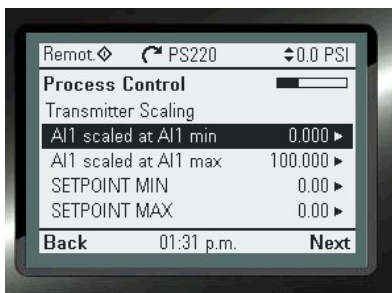 Remot. PS220 0.0 PSI
Process Control
Transmitter Scaling
AI1 scaled at AI1 min 0.000
AI1 scaled at AI1 max 100.000
SETPOINT MIN 0.00
SETPOINT MAX 0.00
Back 01:31 p.m. Next